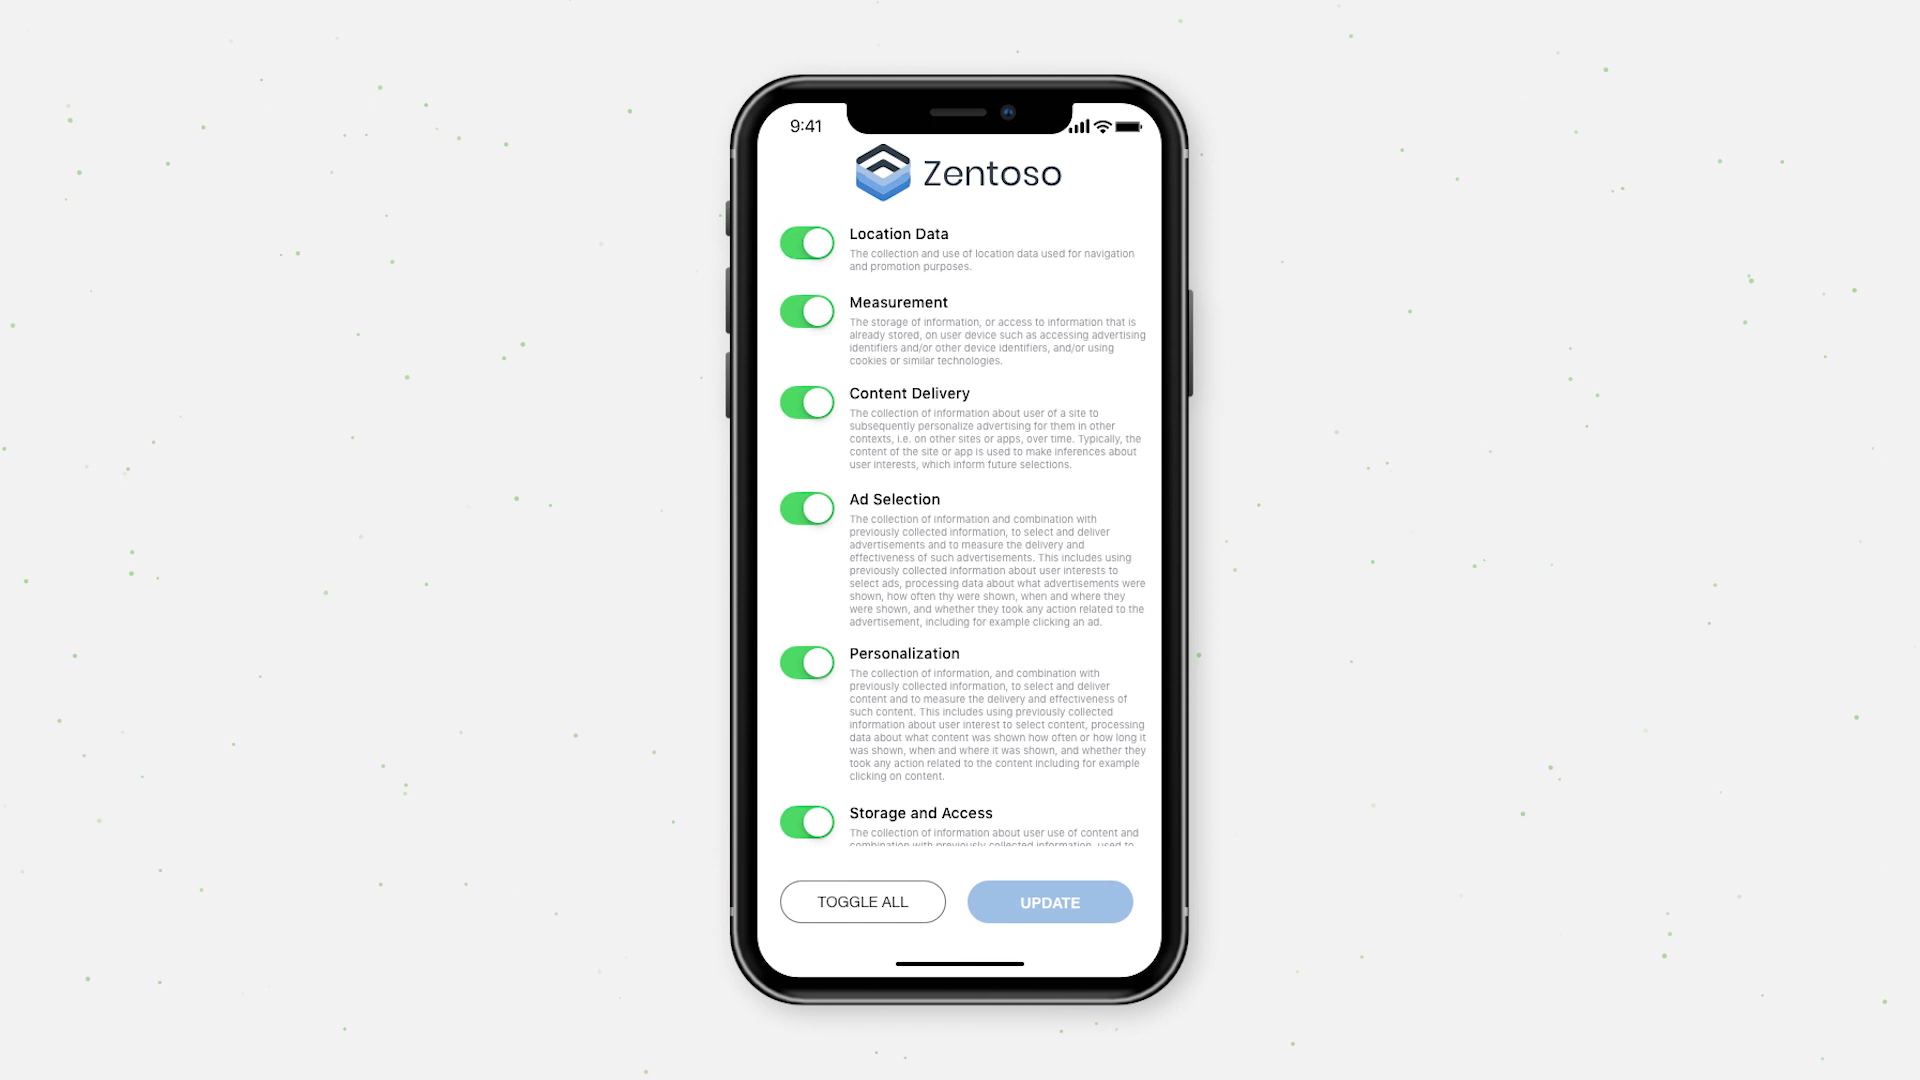 9:41
Zentoso
Location Data
The collection and use of location data used for navigation
and promotion purposes.
Measurement
The storage of information, or access to information that is
already stored, on user device such as accessing advertising
identifiers and/or other device identifiers, and/or using
cookies or similar technologies.
Content Delivery
The collection of information about user of a site to
subsequently personalize advertising for them in other
contexts, i.e. on other sites or apps, over time. Typically, the
content of the site or app is used to make inferences about
user interests, which inform future selections.
Ad Selection
The collection of information and combination with
previously collected information, to select and deliver
advertisements and to measure the delivery and
effectiveness of such advertisements. This includes using
previously collected information about user interests to
select ads, processing data about what advertisements were
shown, how often thy were shown, when and where they
were shown, and whether they took any action related to the
advertisement, including for example clicking an ad.
Personalization
The collection of information, and combination with
previously collected information, to select and deliver
content and to measure the delivery and effectiveness of
such content. This includes using previously collected
information about user interest to select content, processing
data about what content was shown how often or how long it
was shown, when and where it was shown, and whether they
took any action related to the content including for example
clicking on content.
Storage and Access
The collection of information about user use of content and
combination with previously collected information, used to
TOGGLE ALL
UPDATE